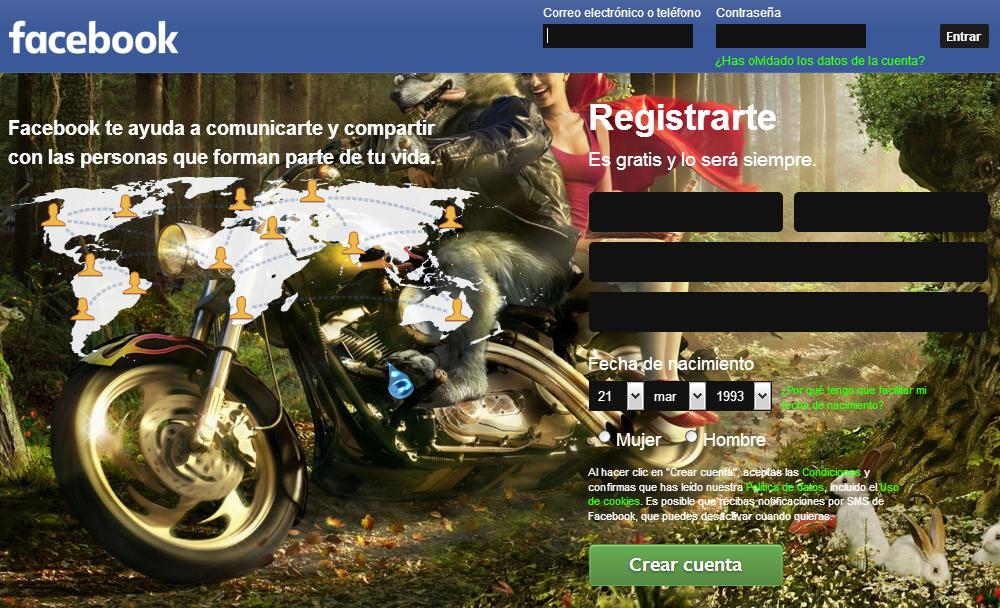 facebook
Correo electrónico o teléfono
Contraseña
Entrar
¿Has olvidado los datos de la cuenta?
Facebook te ayuda a comunicarte y compartir
con las personas que forman parte de tu vida.
Registrarte
Es gratis y lo será siempre.
Fecha de nacimiento
21 mar 1993
¿Por qué tengo que facilitar mi
fecha de nacimiento?
Mujer Hombre
Al hacer clic en "Crear cuenta", aceptas las Condiciones y
confirmas que has leído nuestra Política de datos, incluido el Uso
de cookies. Es posible que recibas notificaciones por SMS de
Facebook, que puedes desactivar cuando quieras.
Crear cuenta